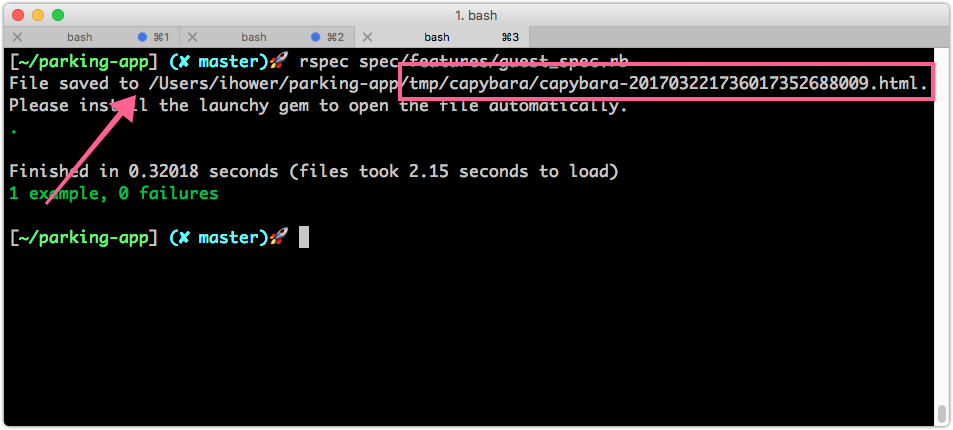 1. bash
bash ⌘1 bash ⌘2 bash ⌘3
[~/parking-app] (✘ master)🚀 rspec spec/features/guest_spec.rb
File saved to /Users/ihower/parking-app/tmp/capybara/capybara-201703221736017352688009.html.
Please install the launchy gem to open the file automatically.
.
Finished in 0.32018 seconds (files took 2.15 seconds to load)
1 example, 0 failures
[~/parking-app] (✘ master)🚀